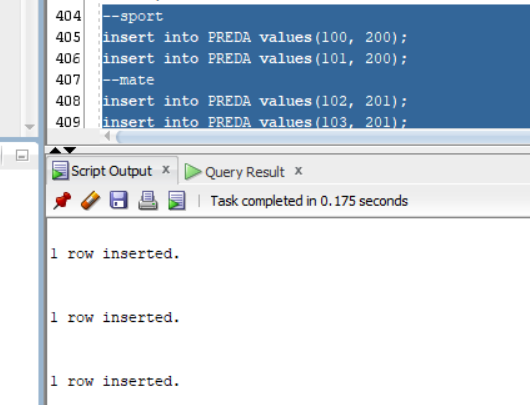 404 --sport
405 insert into PREDA values(100, 200);
406 insert into PREDA values(101, 200);
407 --mate
408 insert into PREDA values(102, 201);
409 insert into PREDA values(103, 201);
Script Output x Query Result x
Task completed in 0.175 seconds
1 row inserted.
1 row inserted.
1 row inserted.